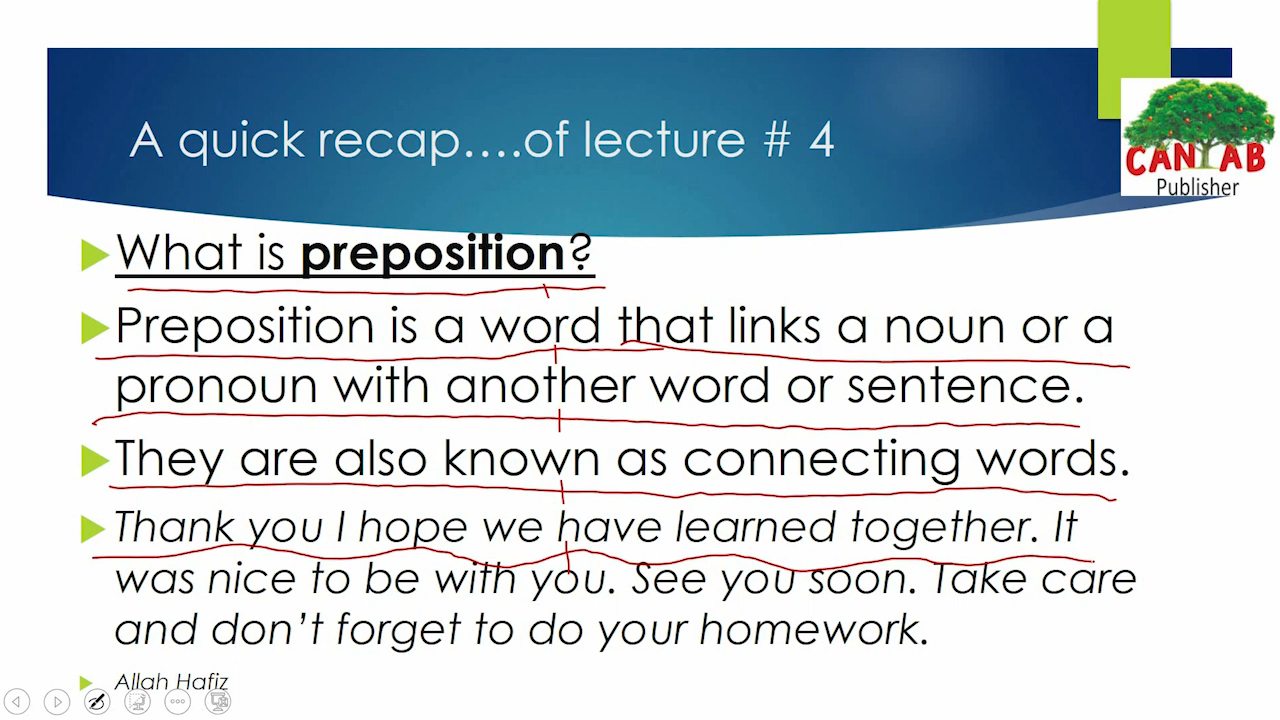 A quick recap....of lecture # 4
CANTAB
Publisher
What is preposition?
Preposition is a word that links a noun or a
pronoun with another word or sentence.
They are also known as connecting words.
Thank you I hope we have learned together. It
was nice to be with you. See you soon. Take care
and don't forget to do your homework.
Allah Hafiz